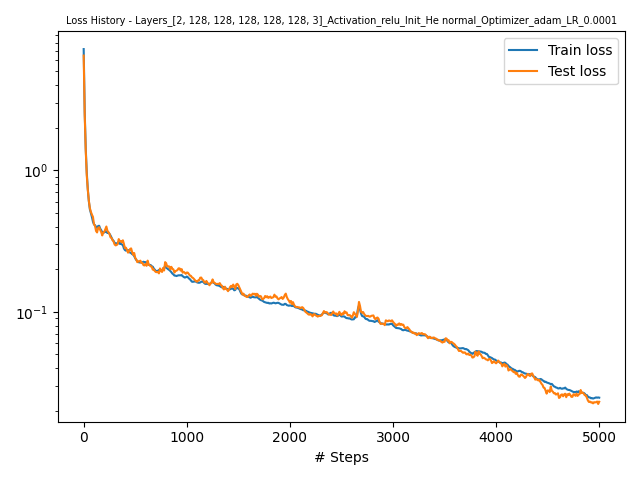 Loss History - Layers_[2, 128, 128, 128, 128, 128, 3]_Activation_relu_Init_He normal_Optimizer_adam_LR_0.0001
Train loss
Test loss
10⁰
10⁻¹
0 1000 2000 3000 4000 5000
# Steps